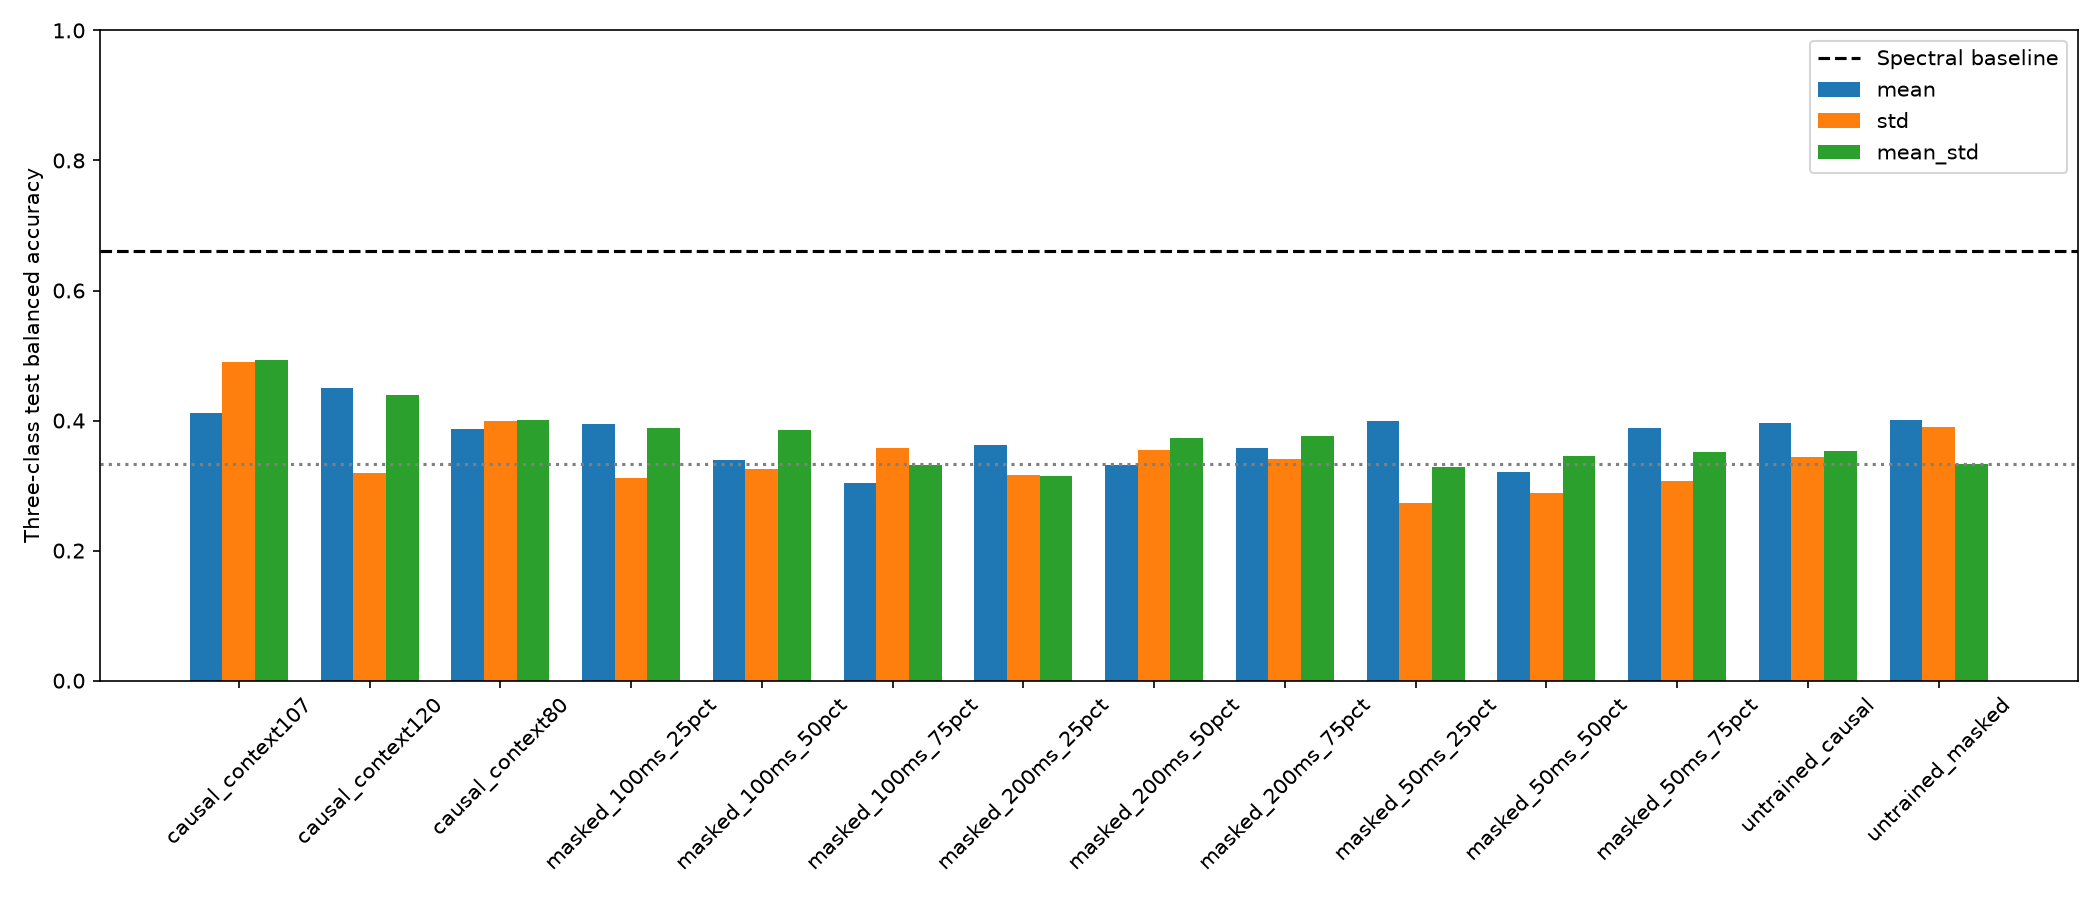 Three-class test balanced accuracy
1.0
0.8
0.6
0.4
0.2
0.0
Spectral baseline
mean
std
mean_std
causal_context107
causal_context120
causal_context80
masked_100ms_25pct
masked_100ms_50pct
masked_100ms_75pct
masked_200ms_25pct
masked_200ms_50pct
masked_200ms_75pct
masked_50ms_25pct
masked_50ms_50pct
masked_50ms_75pct
untrained_causal
untrained_masked